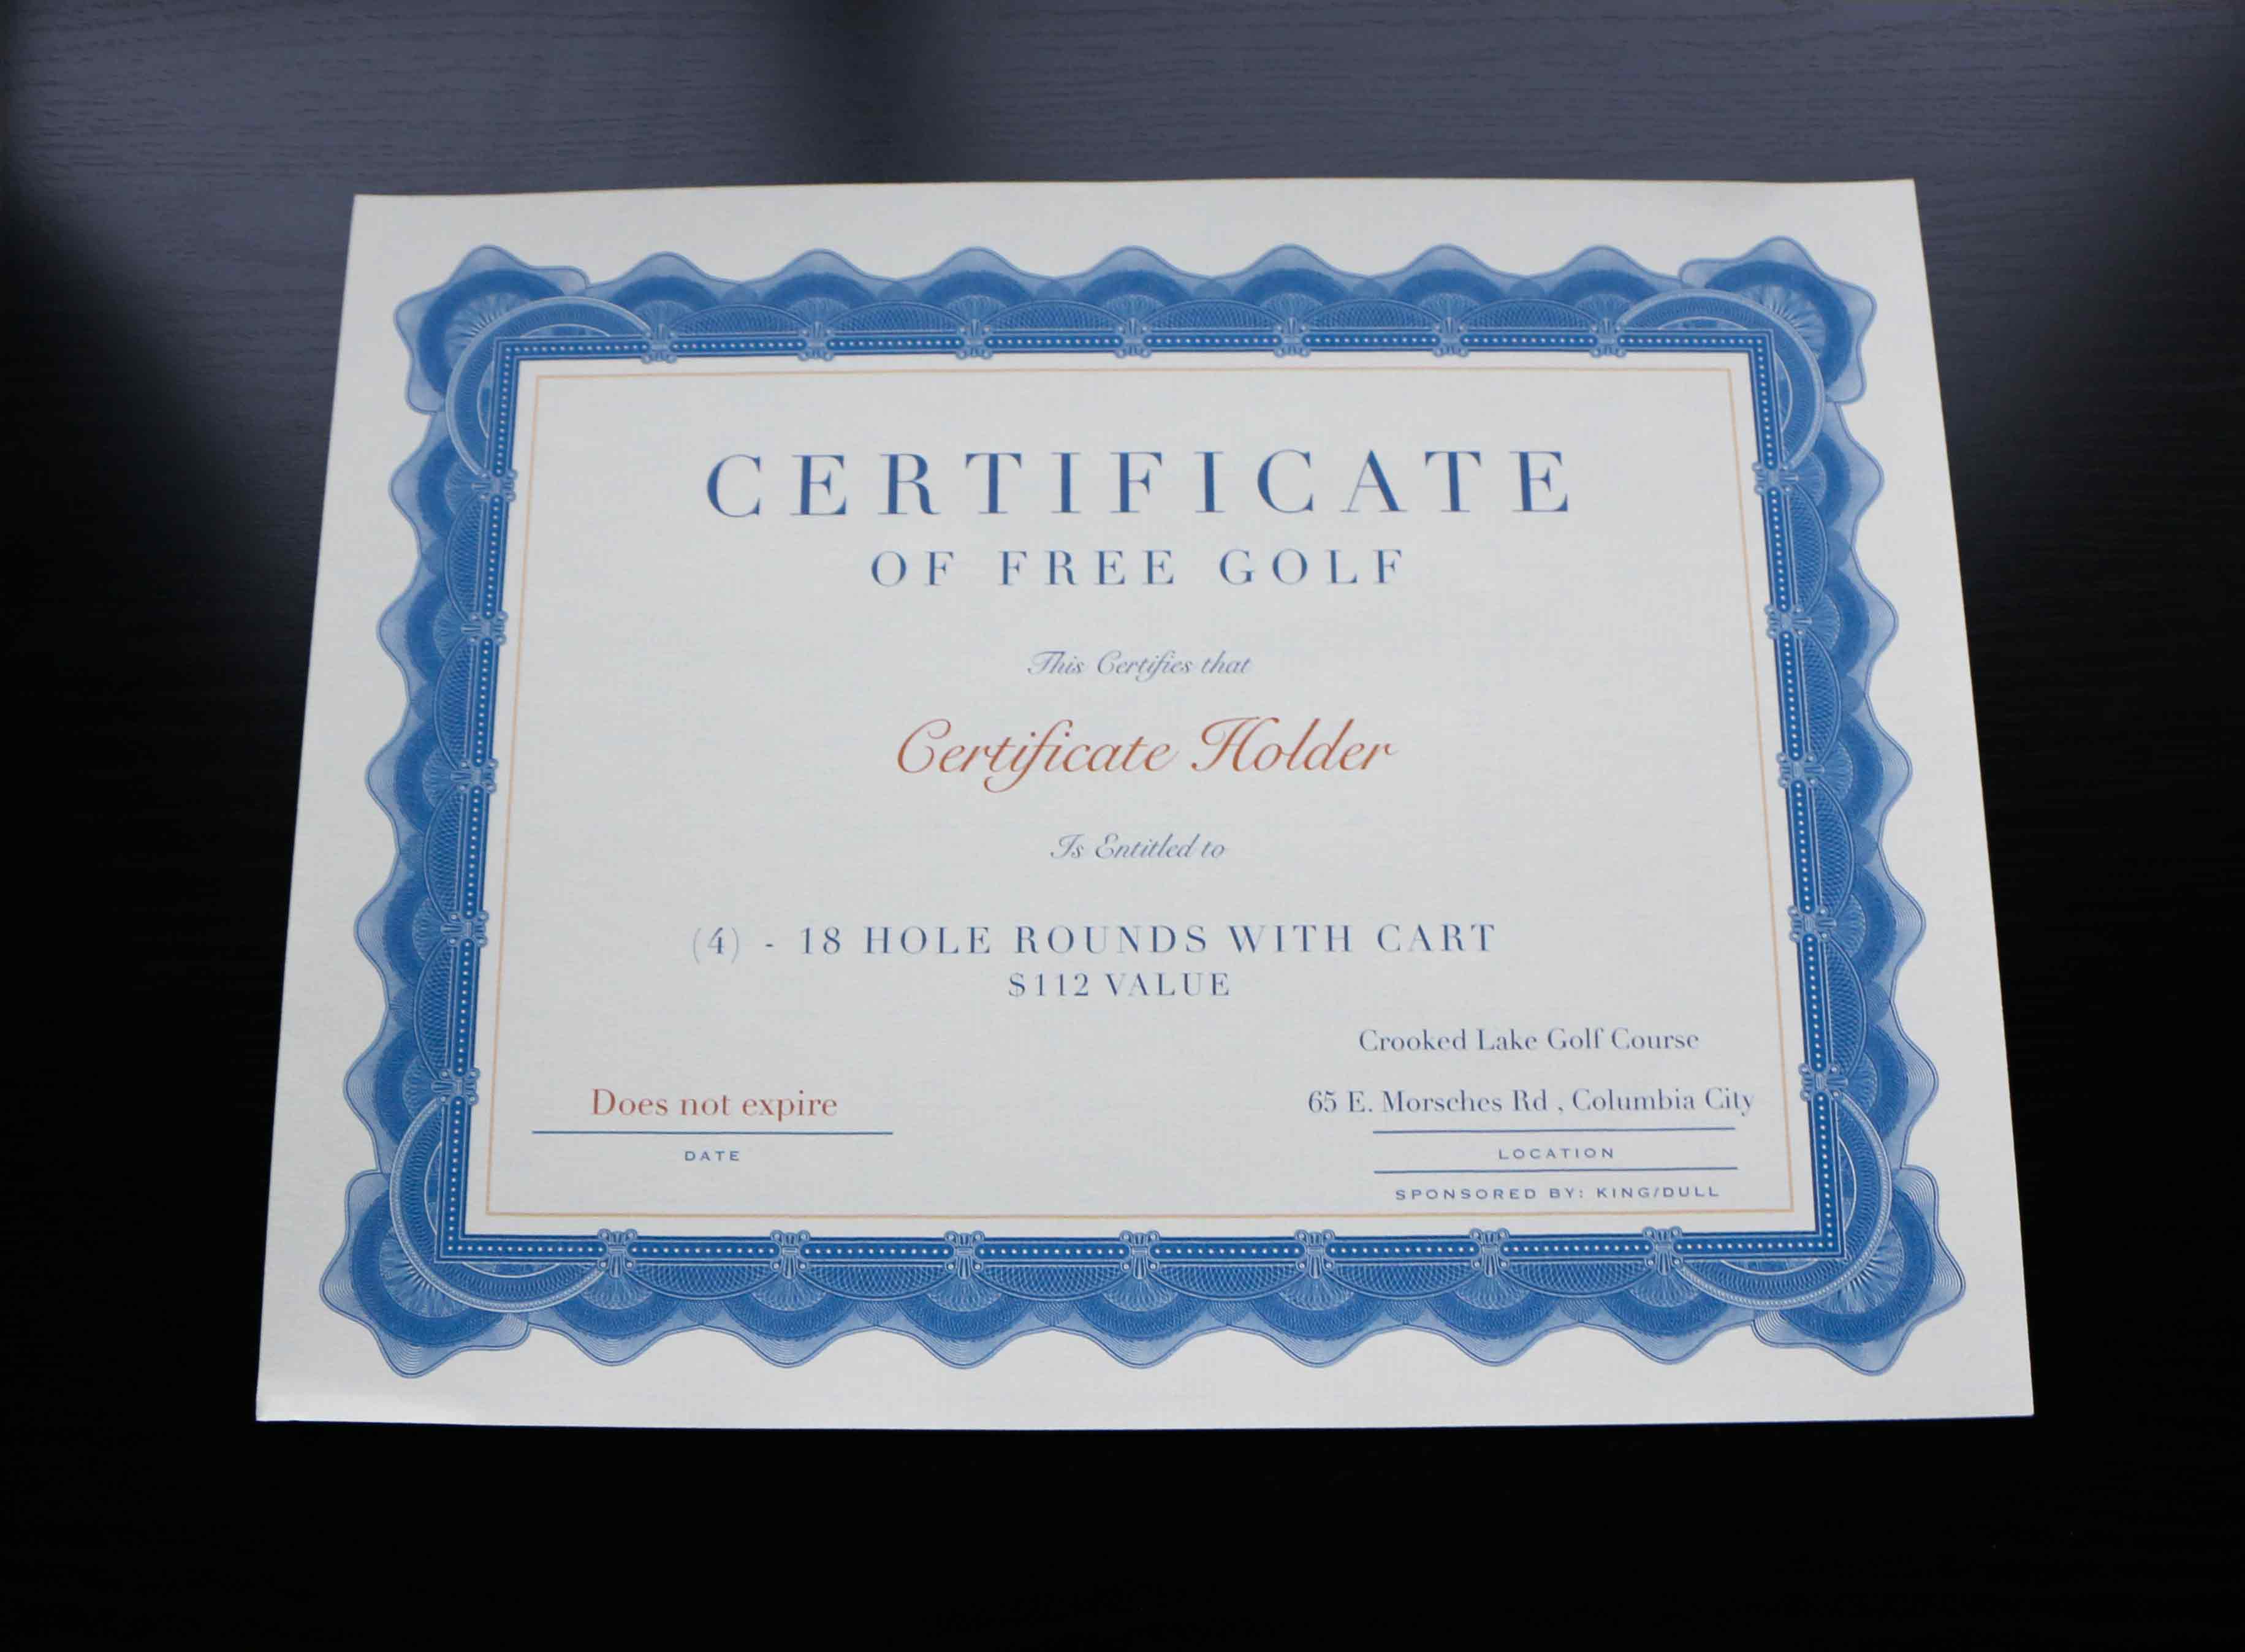 CERTIFICATE
OF FREE GOLF
This Certifies that
Certificate Holder
Is Entitled to
(4) - 18 HOLE ROUNDS WITH CART
$112 VALUE
Crooked Lake Golf Course
Does not expire
65 E. Morsches Rd , Columbia City
DATE
LOCATION
SPONSORED BY: KING/DULL